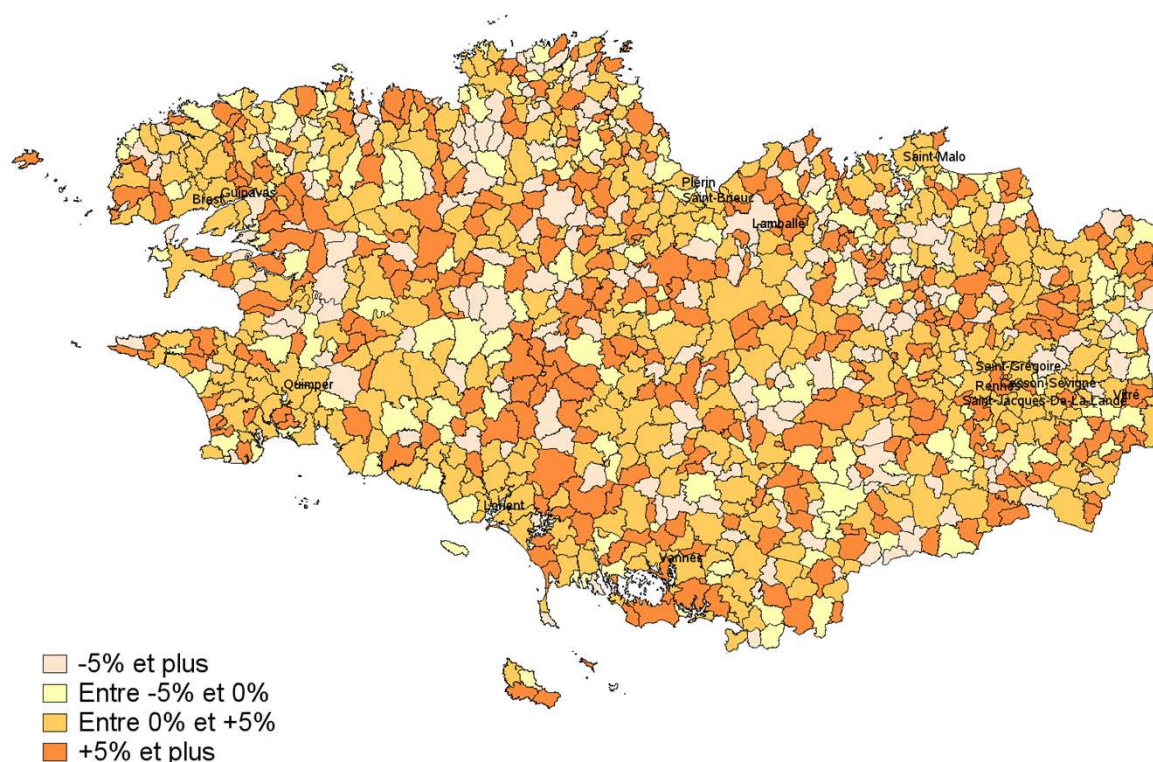 Saint-Malo
Plérin
Brest
Guipavas
Saint-Brieuc
Lamballe
Saint-Grégoire
Quimper
Rennes
Cesson-Sévigné
Vitré
Saint-Jacques-De-La-Lande
Lorient
Vannes
-5% et plus
Entre -5% et 0%
Entre 0% et +5%
+5% et plus